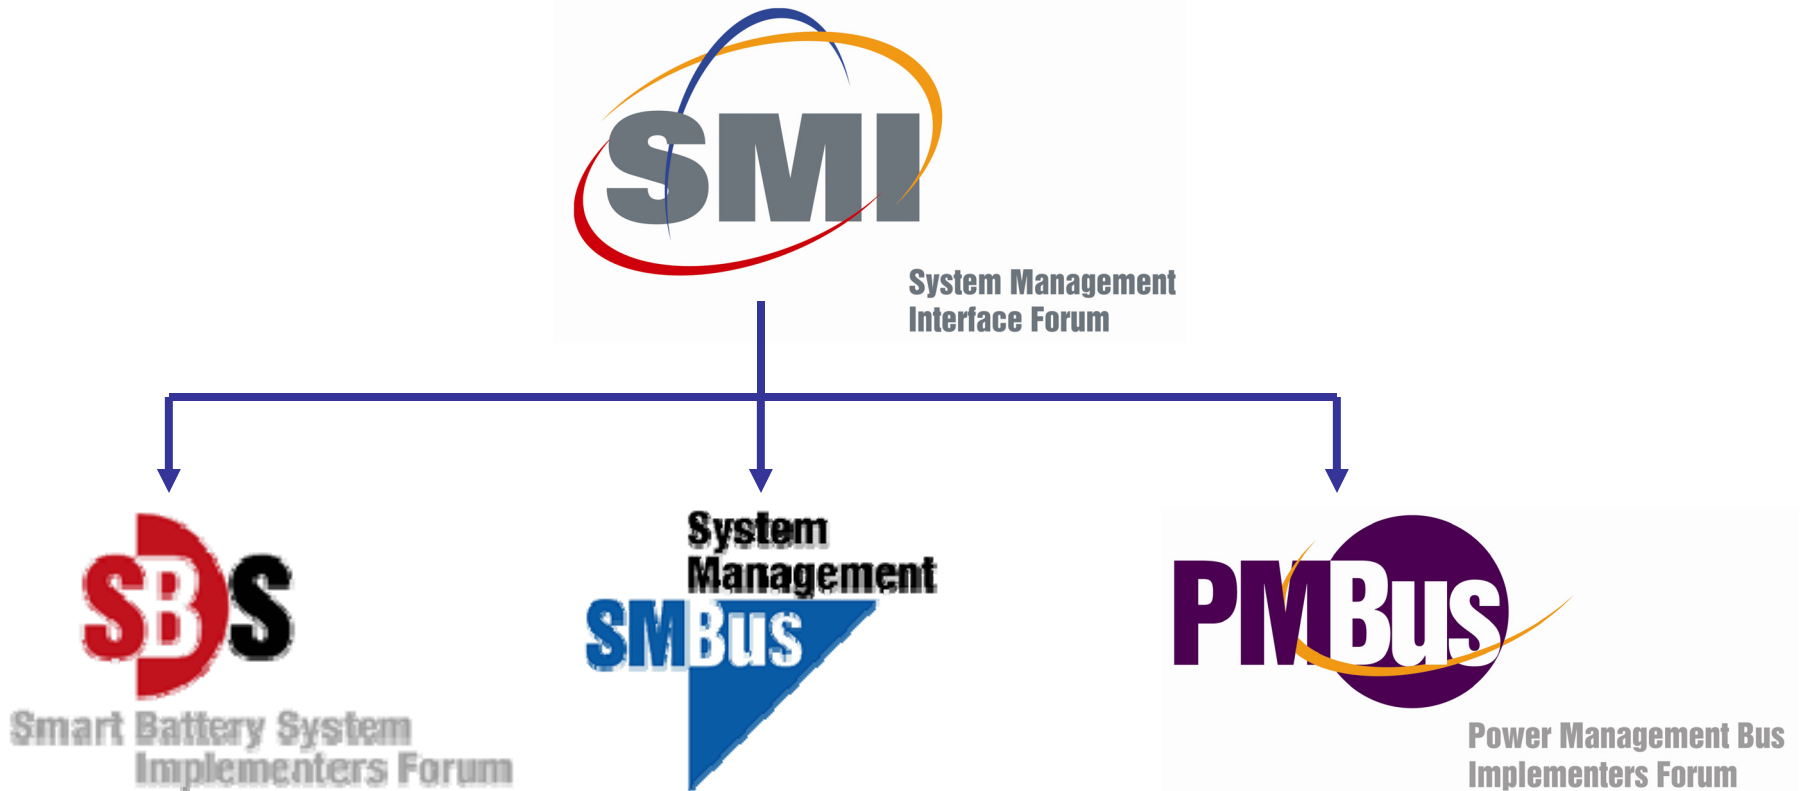 SMI
System Management
Interface Forum
SBS
Smart Battery System
Implementers Forum
System
Management
SMBus
PMBus
Power Management Bus
Implementers Forum